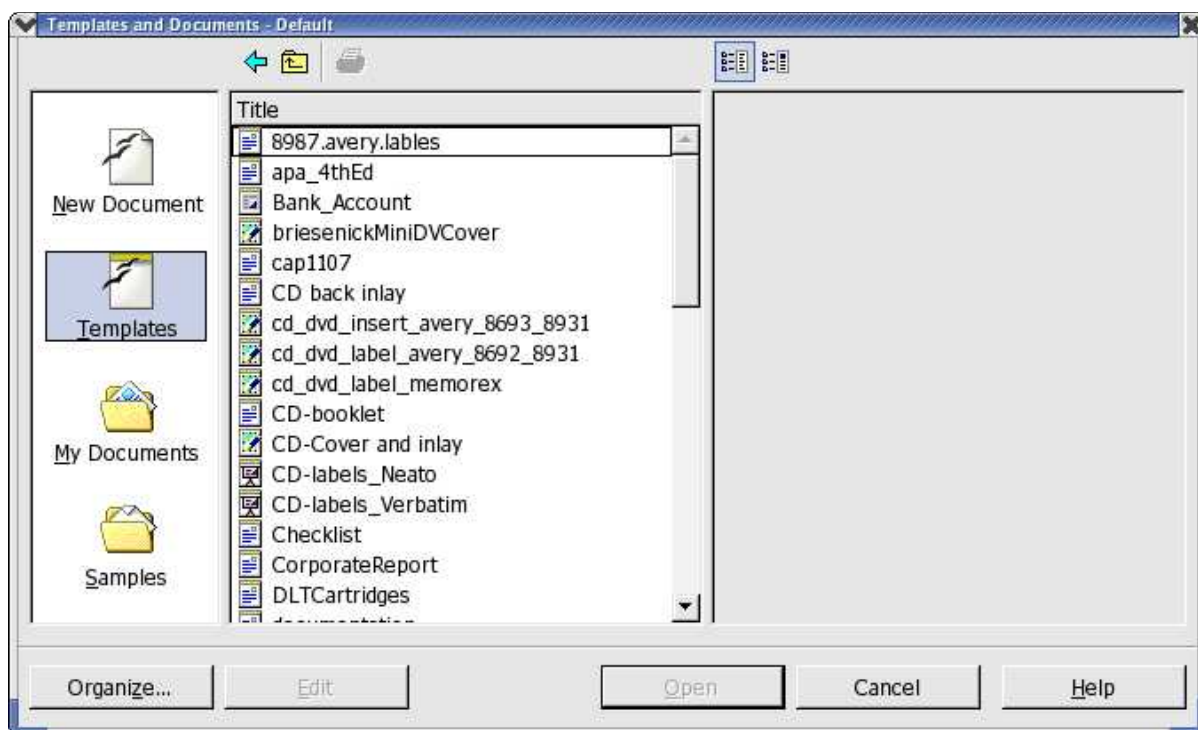 Templates and Documents - Default
Title
8987.avery.lables
apa_4thEd
Bank_Account
briesenickMiniDVCover
cap1107
CD back inlay
cd_dvd_insert_avery_8693_8931
cd_dvd_label_avery_8692_8931
cd_dvd_label_memorex
CD-booklet
CD-Cover and inlay
CD-labels_Neato
CD-labels_Verbatim
Checklist
CorporateReport
DLTCartridges
New Document
Templates
My Documents
Samples
Organize...
Edit
Open
Cancel
Help